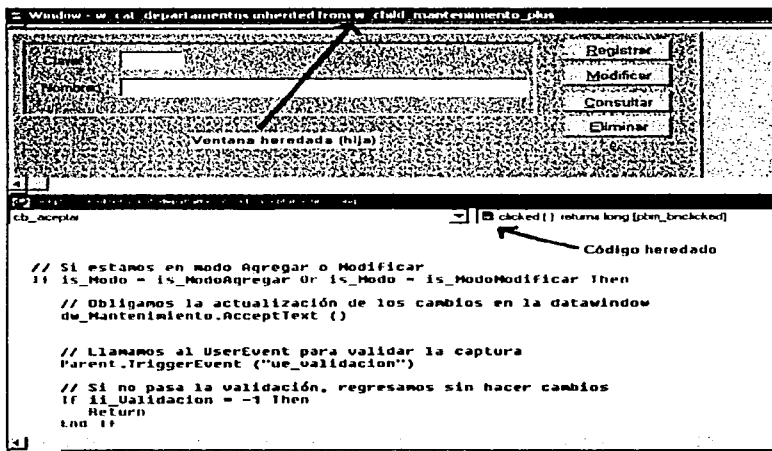 Window - w_cat_departamentos inherited from w_child_mantenimiento_plus
Clave:
Nombre:
Registrar
Modificar
Consultar
Eliminar
Ventana heredada (hija)
cb_aceptar
clicked ( ) returns long [pbm_bnclicked]
Código heredado
// Si estamos en modo Agregar o Modificar
If is_Modo = is_ModoAgregar Or is_Modo = is_ModoModificar Then
// Obligamos la actualización de los cambios en la datawindow
dw_Mantenimiento.AcceptText ()
// Llamamos al UserEvent para validar la captura
Parent.TriggerEvent ("ue_validacion")
// Si no pasa la validación, regresamos sin hacer cambios
If ii_Validacion = -1 Then
Return
End If